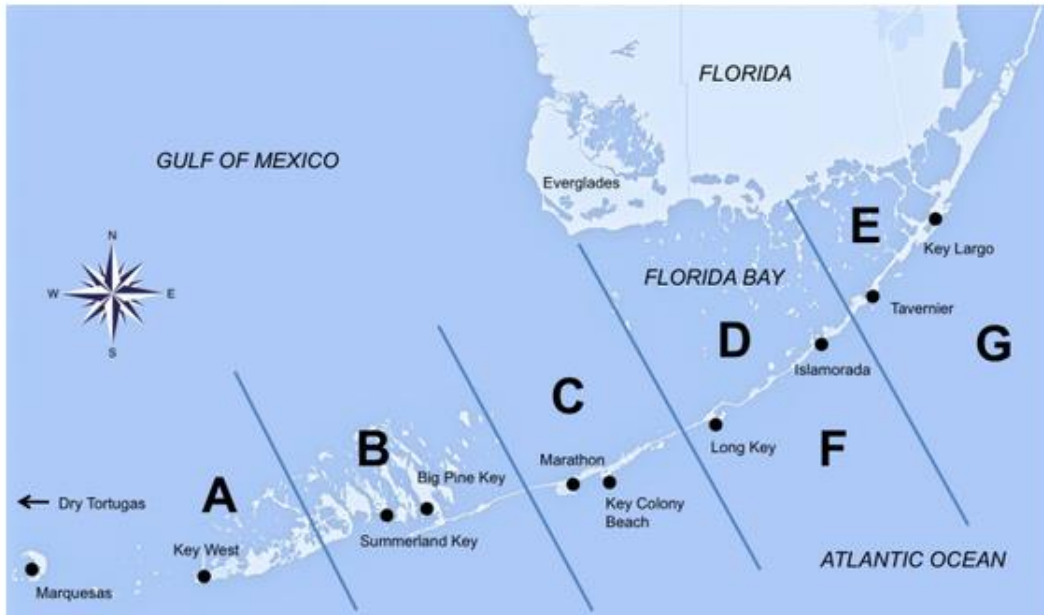 FLORIDA
GULF OF MEXICO
Everglades
N
W
E
S
E
Key Largo
FLORIDA BAY
Tavernier
D
G
Islamorada
C
B
Long Key
F
Marathon
Big Pine Key
A
Key Colony
Beach
Dry Tortugas
Summerland Key
Key West
ATLANTIC OCEAN
Marquesas